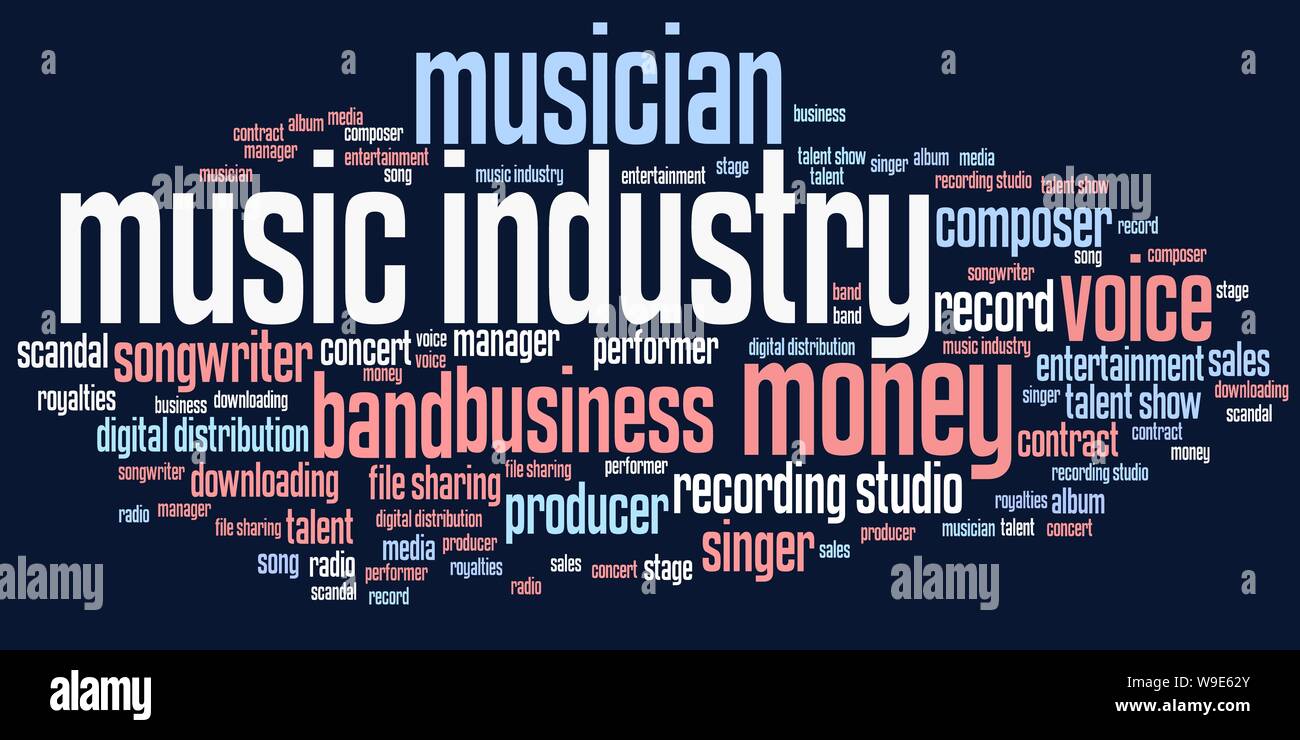 musician
business
contract album media
composer
manager
entertainment
musician
song
music industry
entertainment
stage
talent show
talent
singer
album
media
recording studio
talent show
music industry
composer
record
song
composer
songwriter
band
band
record
voice
stage
scandal
songwriter
concert
voice
voice
manager
performer
digital distribution
music industry
entertainment
sales
money
royalties
business
downloading
band
business
money
singer
talent show
downloading
scandal
digital distribution
contract
contract
money
songwriter
downloading
file sharing
file sharing
performer
recording studio
recording studio
radio
manager
file sharing
talent
digital distribution
producer
royalties
album
musician
talent
concert
song
radio
media
producer
performer
royalties
singer
sales
producer
scandal
record
radio
sales
concert
stage
a
a
a
a
alamy
alamy
alamy
a
alamy
Image ID: W9E62Y
www.alamy.com